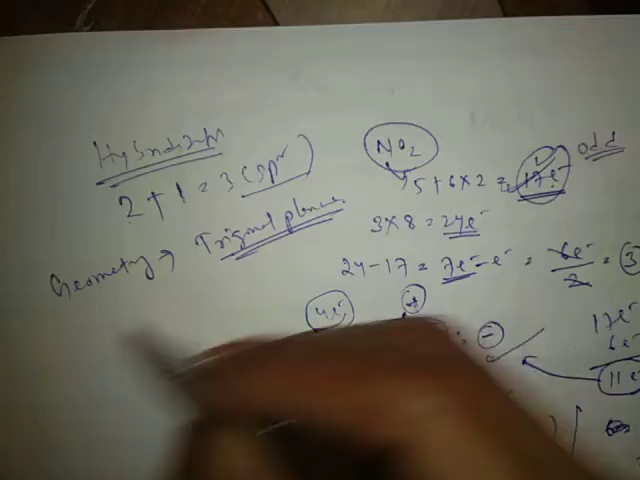 Hybridizatn
2 + 1 = 3 (sp²)
Geometry → Trigonal planar
NO₂
5 + 6 x 2 = 17e⁻ odd
3 x 8 = 24e⁻
24 - 17 = 7e⁻ - e⁻ = 6e⁻/2 = 3
4e⁻
17e⁻
6e
11e